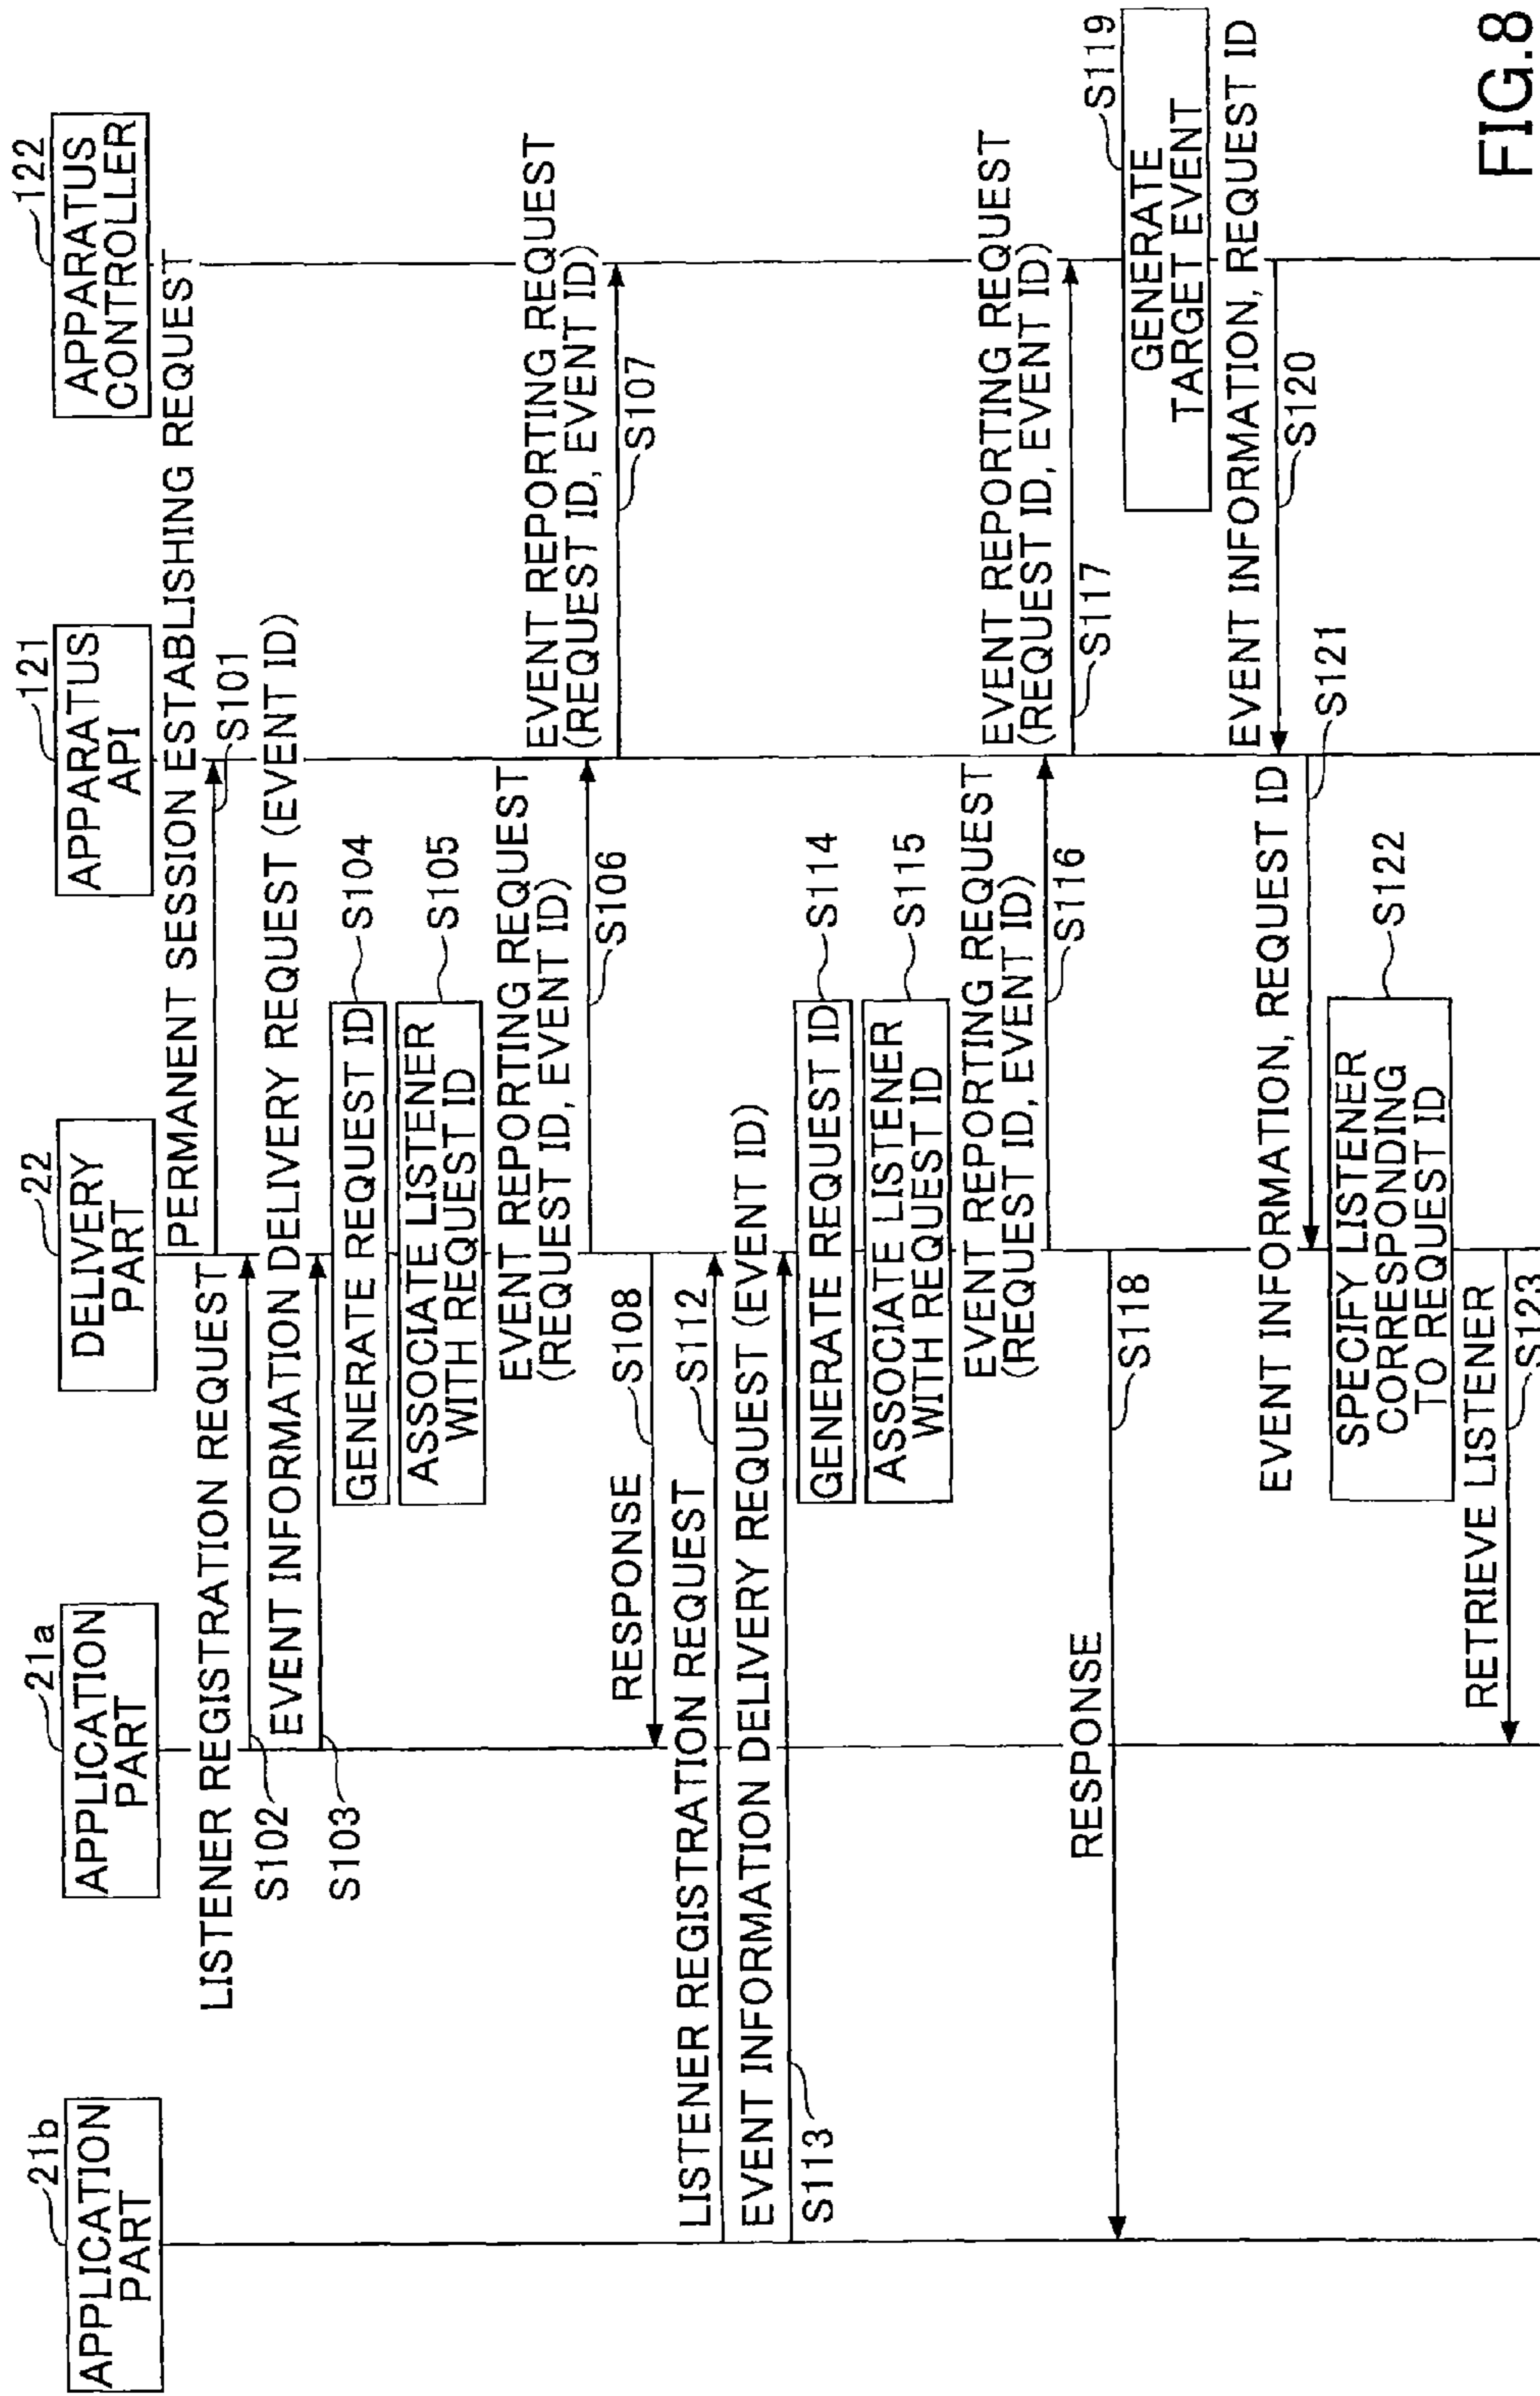 21b
APPLICATION
PART
21a
APPLICATION
PART
22
DELIVERY
PART
121
APPARATUS
API
122
APPARATUS
CONTROLLER
PERMANENT SESSION ESTABLISHING REQUEST
S101
LISTENER REGISTRATION REQUEST
S102
EVENT INFORMATION DELIVERY REQUEST (EVENT ID)
S103
GENERATE REQUEST ID
S104
ASSOCIATE LISTENER
WITH REQUEST ID
S105
EVENT REPORTING REQUEST
(REQUEST ID, EVENT ID)
S106
EVENT REPORTING REQUEST
(REQUEST ID, EVENT ID)
S107
RESPONSE
S108
LISTENER REGISTRATION REQUEST
S112
EVENT INFORMATION DELIVERY REQUEST (EVENT ID)
S113
GENERATE REQUEST ID
S114
ASSOCIATE LISTENER
WITH REQUEST ID
S115
EVENT REPORTING REQUEST
(REQUEST ID, EVENT ID)
S116
EVENT REPORTING REQUEST
(REQUEST ID, EVENT ID)
S117
RESPONSE
S118
GENERATE
TARGET EVENT
S119
EVENT INFORMATION, REQUEST ID
S120
EVENT INFORMATION, REQUEST ID
S121
SPECIFY LISTENER
CORRESPONDING
TO REQUEST ID
S122
RETRIEVE LISTENER
S123
FIG.8